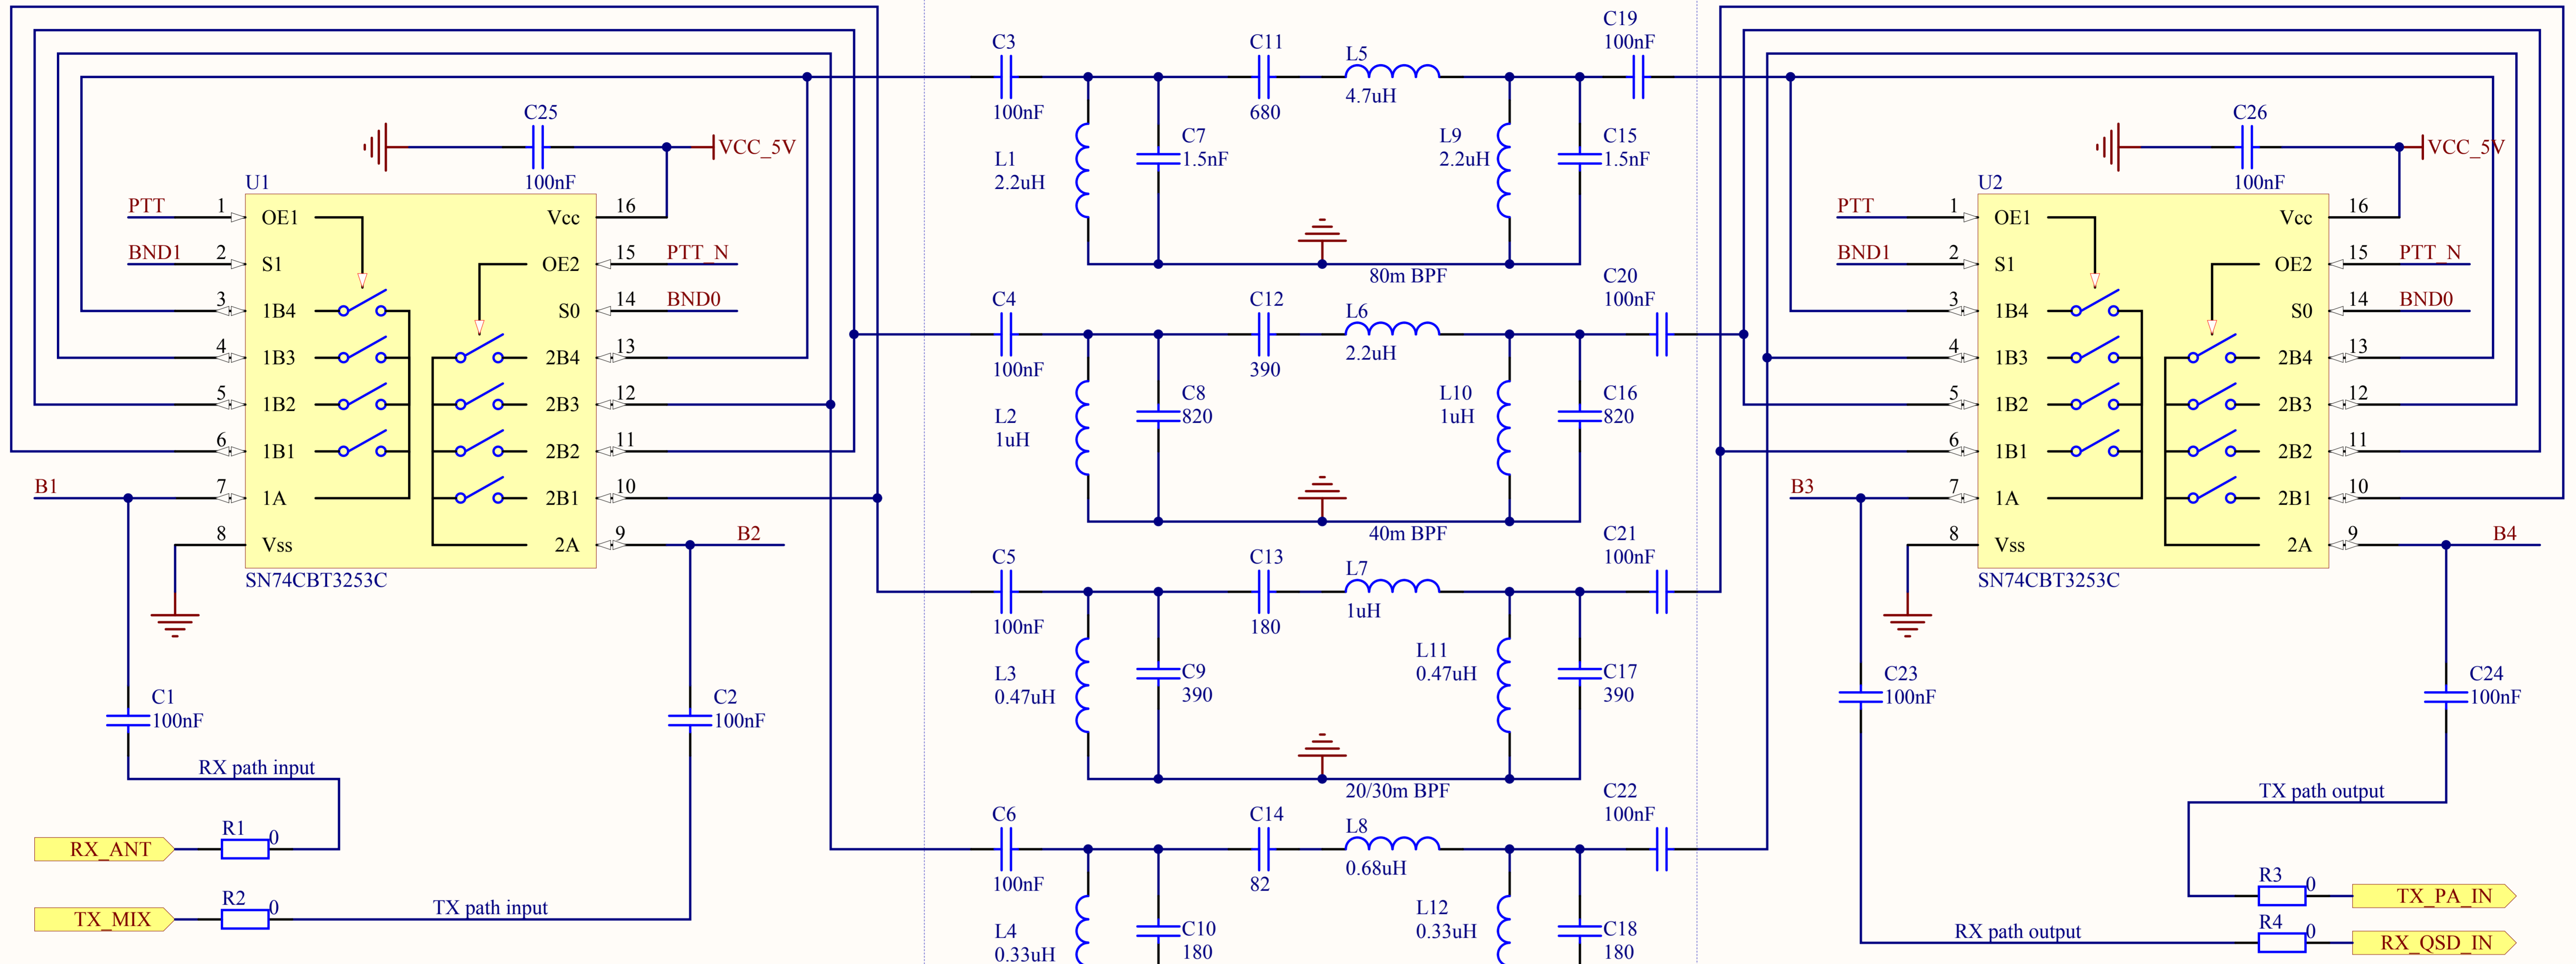 C25
100nF
VCC_5V
U1
PTT
1
OE1
Vcc
16
BND1
2
S1
OE2
15
PTT_N
3
1B4
S0
14
BND0
4
1B3
2B4
13
5
1B2
2B3
12
6
1B1
2B2
11
B1
7
1A
2B1
10
8
Vss
2A
9
B2
SN74CBT3253C
C1
100nF
C2
100nF
RX path input
RX_ANT
R1
0
TX_MIX
R2
0
TX path input
C3
100nF
C11
680
L5
4.7uH
C19
100nF
L1
2.2uH
C7
1.5nF
L9
2.2uH
C15
1.5nF
80m BPF
C4
100nF
C12
390
L6
2.2uH
C20
100nF
L2
1uH
C8
820
L10
1uH
C16
820
40m BPF
C5
100nF
C13
180
L7
1uH
C21
100nF
L3
0.47uH
C9
390
L11
0.47uH
C17
390
20/30m BPF
C6
100nF
C14
82
L8
0.68uH
C22
100nF
L4
0.33uH
C10
180
L12
0.33uH
C18
180
C26
100nF
VCC_5V
U2
PTT
1
OE1
Vcc
16
BND1
2
S1
OE2
15
PTT_N
3
1B4
S0
14
BND0
4
1B3
2B4
13
5
1B2
2B3
12
6
1B1
2B2
11
B3
7
1A
2B1
10
8
Vss
2A
9
B4
SN74CBT3253C
C23
100nF
C24
100nF
TX path output
R3
0
TX_PA_IN
RX path output
R4
0
RX_QSD_IN